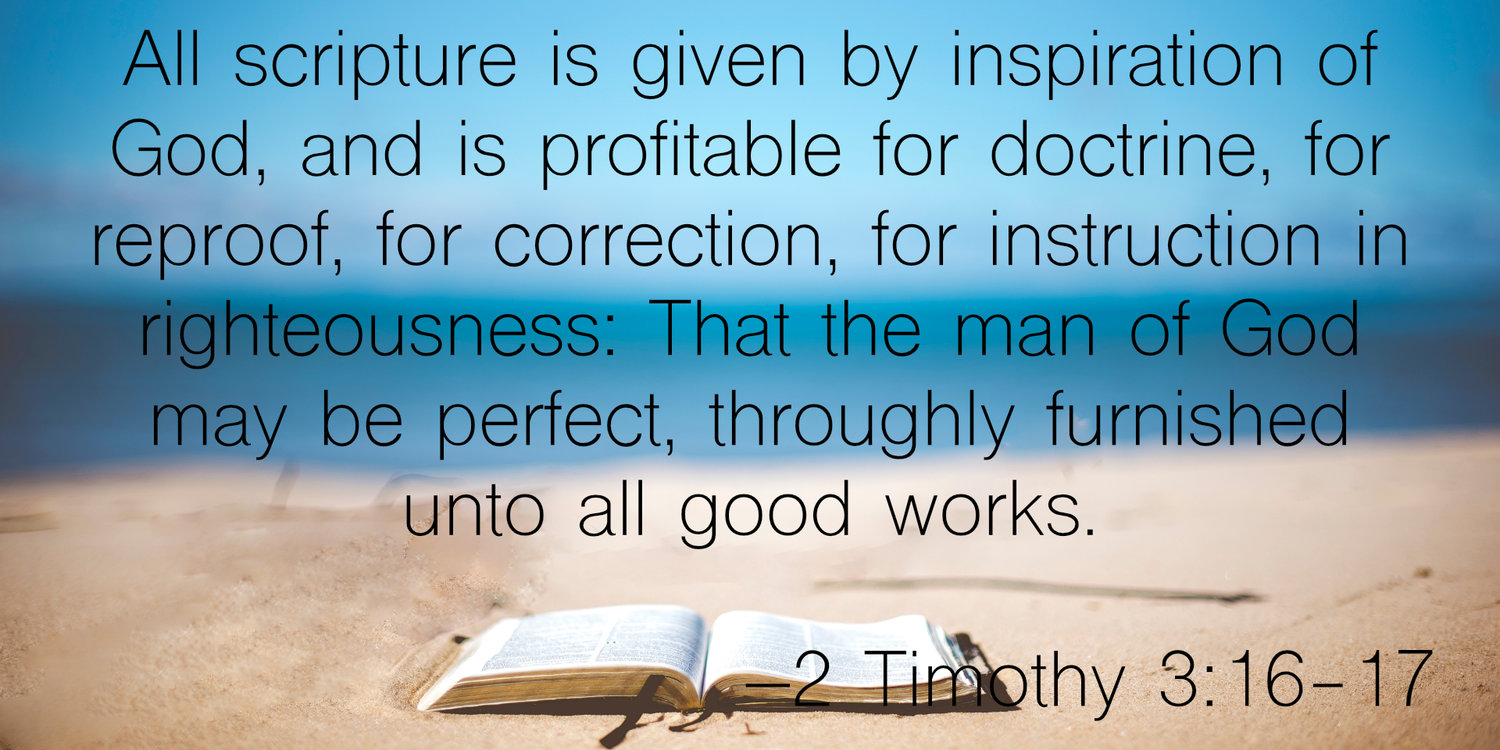 All scripture is given by inspiration of
God, and is profitable for doctrine, for
reproof, for correction, for instruction in
righteousness: That the man of God
may be perfect, throughly furnished
unto all good works.
–2 Timothy 3:16–17